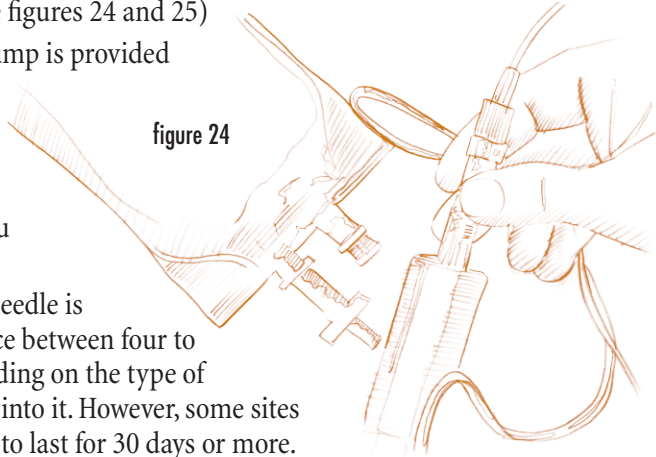 figures 24 and 25)
ump is provided
figure 24
u
eedle is
ce between four to
ding on the type of
into it. However, some sites
to last for 30 days or more.